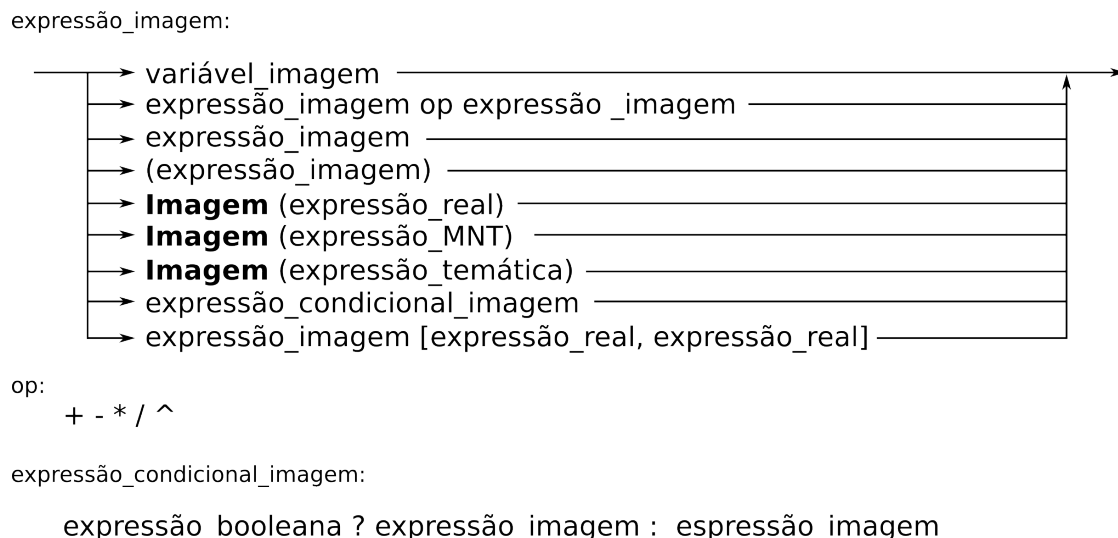 expressão_imagem:
variável_imagem
expressão_imagem op expressão _imagem
expressão_imagem
(expressão_imagem)
Imagem (expressão_real)
Imagem (expressão_MNT)
Imagem (expressão_temática)
expressão_condicional_imagem
expressão_imagem [expressão_real, expressão_real]
op:
+ - * / ^
expressão_condicional_imagem:
expressão_booleana ? expressão_imagem : espressão_imagem